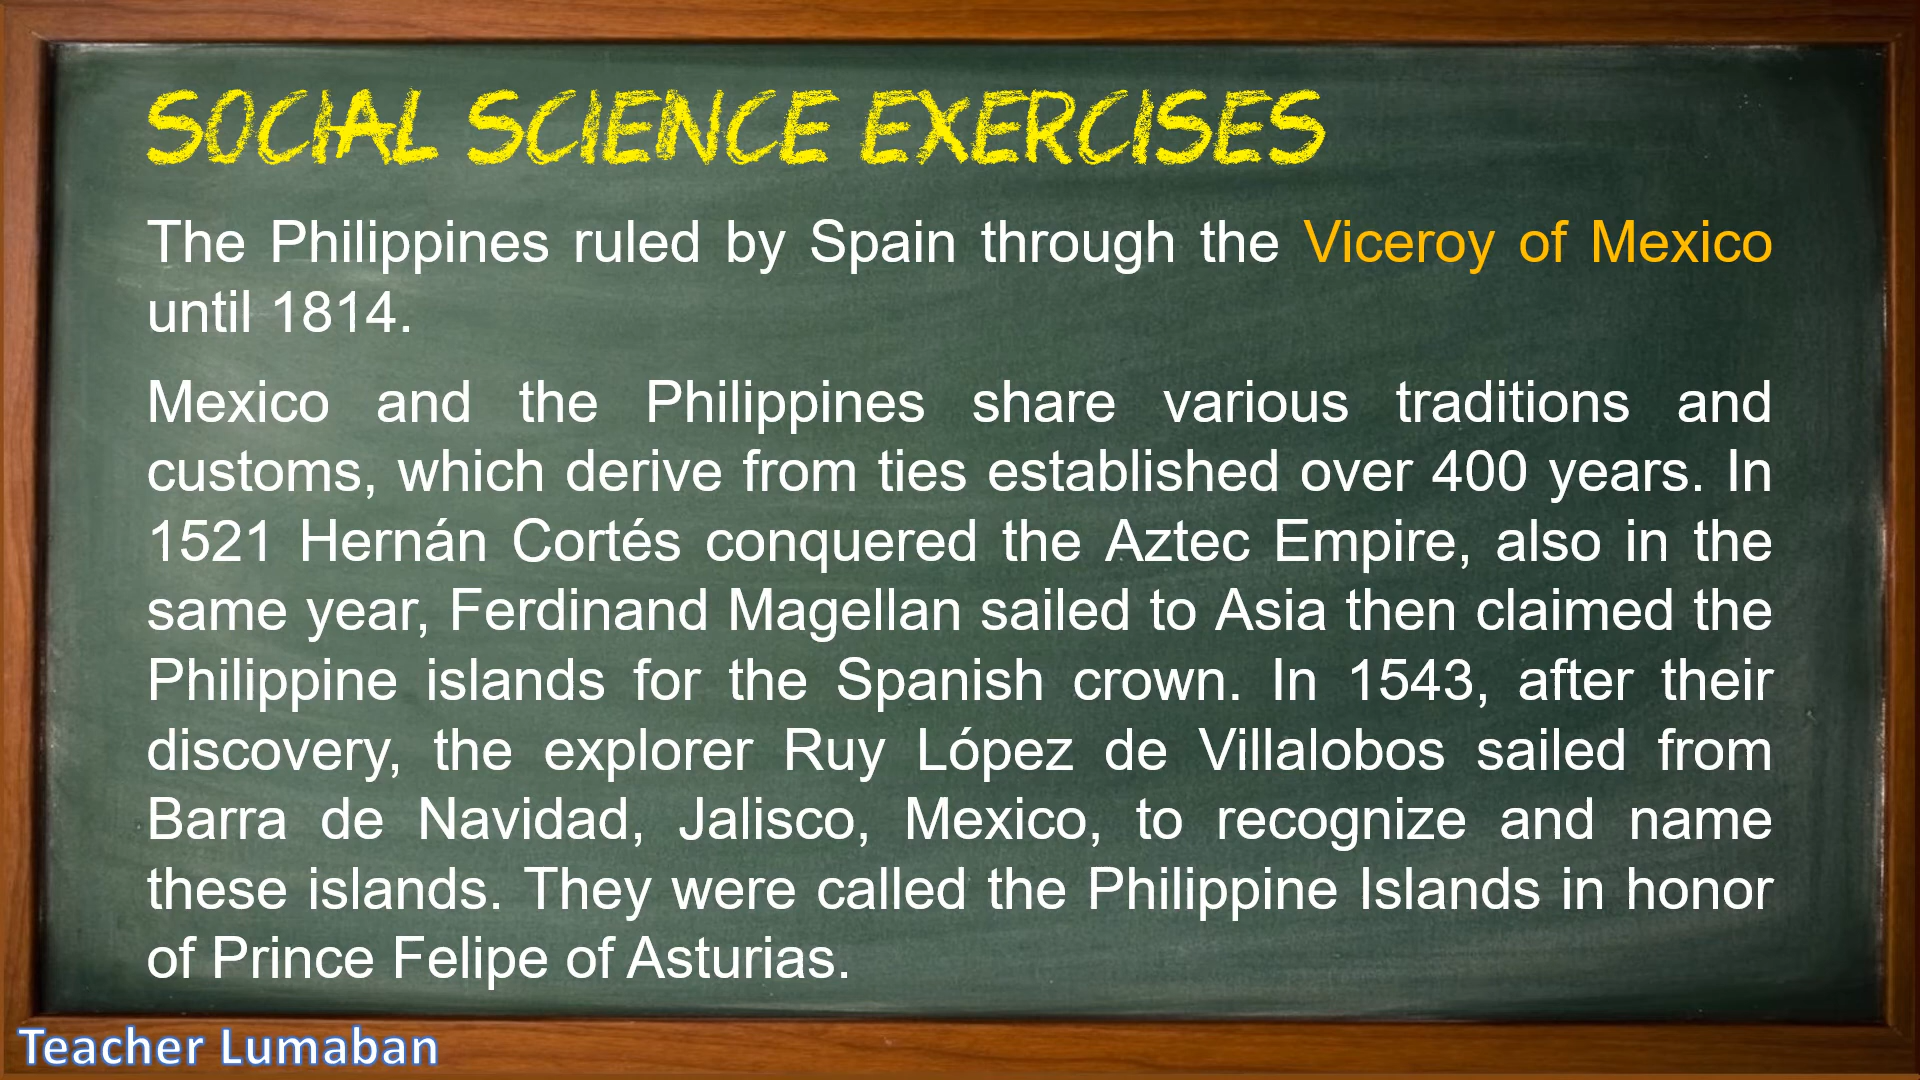 SOCIAL SCIENCE EXERCISES
The Philippines ruled by Spain through the Viceroy of Mexico
until 1814.
Mexico and the Philippines share various traditions and
customs, which derive from ties established over 400 years. In
1521 Hernán Cortés conquered the Aztec Empire, also in the
same year, Ferdinand Magellan sailed to Asia then claimed the
Philippine islands for the Spanish crown. In 1543, after their
discovery, the explorer Ruy López de Villalobos sailed from
Barra de Navidad, Jalisco, Mexico, to recognize and name
these islands. They were called the Philippine Islands in honor
of Prince Felipe of Asturias.
Teacher Lumaban